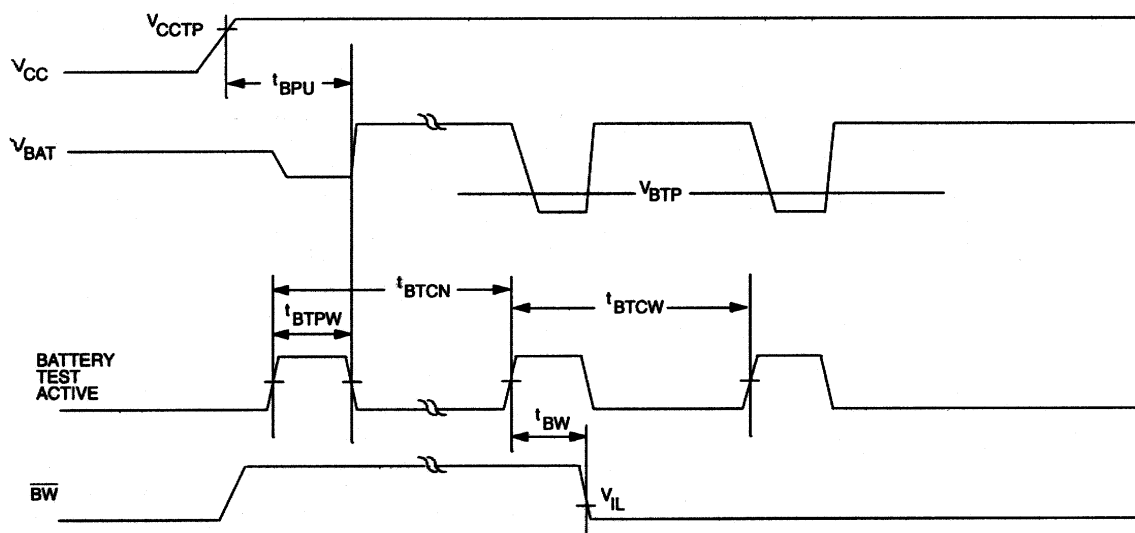 VCCTP
VCC
tBPU
VBAT
VBTP
tBTCN
tBTCW
tBTPW
BATTERY
TEST
ACTIVE
tBW
BW
VIL